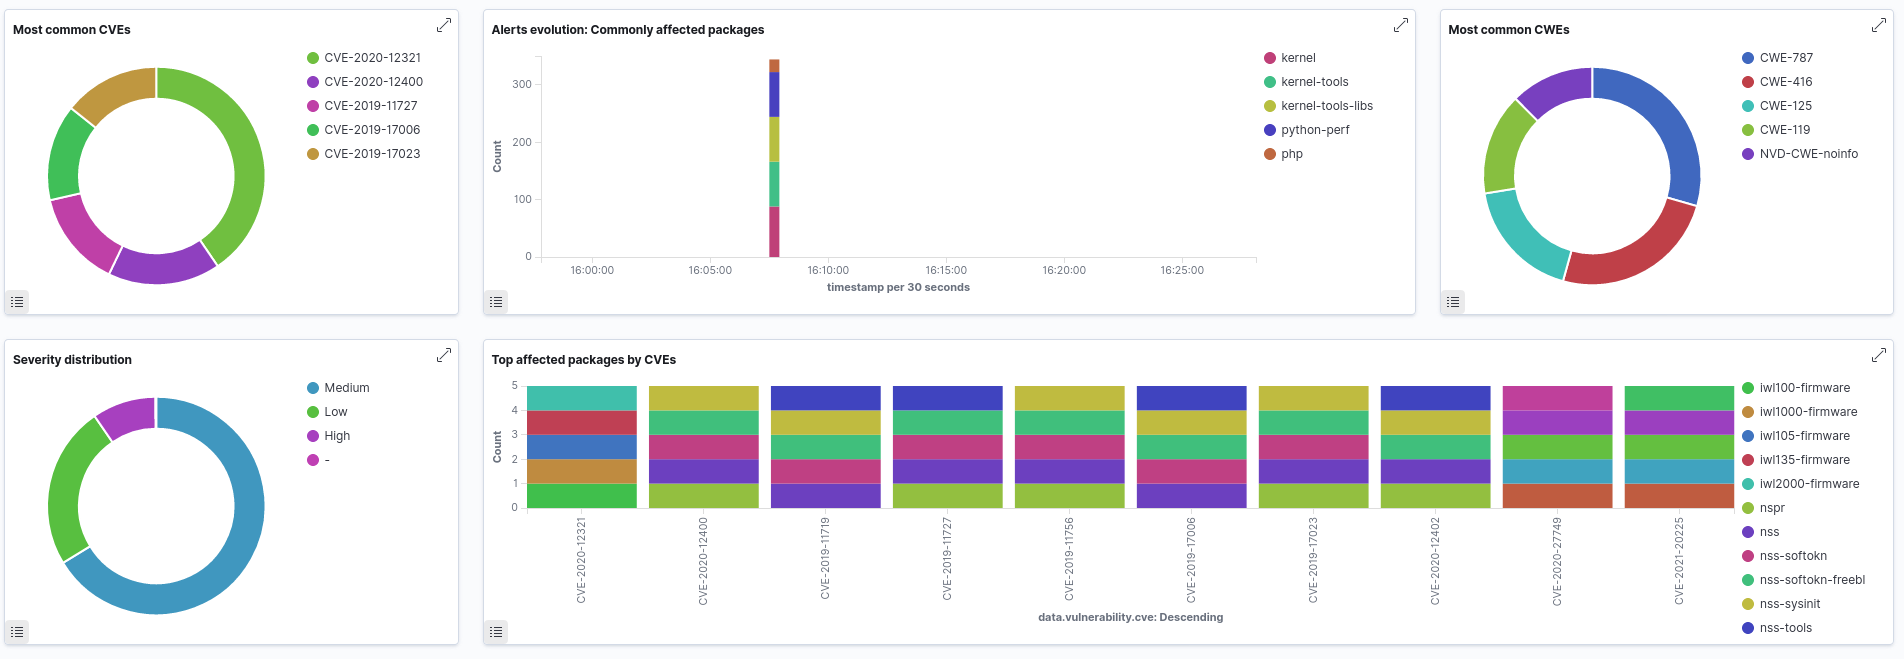 Most common CVEs
CVE-2020-12321
CVE-2020-12400
CVE-2019-11727
CVE-2019-17006
CVE-2019-17023
Alerts evolution: Commonly affected packages
Count
300
200
100
0
16:00:00 16:05:00 16:10:00 16:15:00 16:20:00 16:25:00
timestamp per 30 seconds
kernel
kernel-tools
kernel-tools-libs
python-perf
php
Most common CWEs
CWE-787
CWE-416
CWE-125
CWE-119
NVD-CWE-noinfo
Severity distribution
Medium
Low
High
-
Top affected packages by CVEs
Count
5
4
3
2
1
0
CVE-2020-12321
CVE-2020-12400
CVE-2019-11719
CVE-2019-11727
CVE-2019-11756
CVE-2019-17006
CVE-2019-17023
CVE-2020-12402
CVE-2020-27749
CVE-2021-20225
data.vulnerability.cve: Descending
iwl100-firmware
iwl1000-firmware
iwl105-firmware
iwl135-firmware
iwl2000-firmware
nspr
nss
nss-softokn
nss-softokn-freebl
nss-sysinit
nss-tools